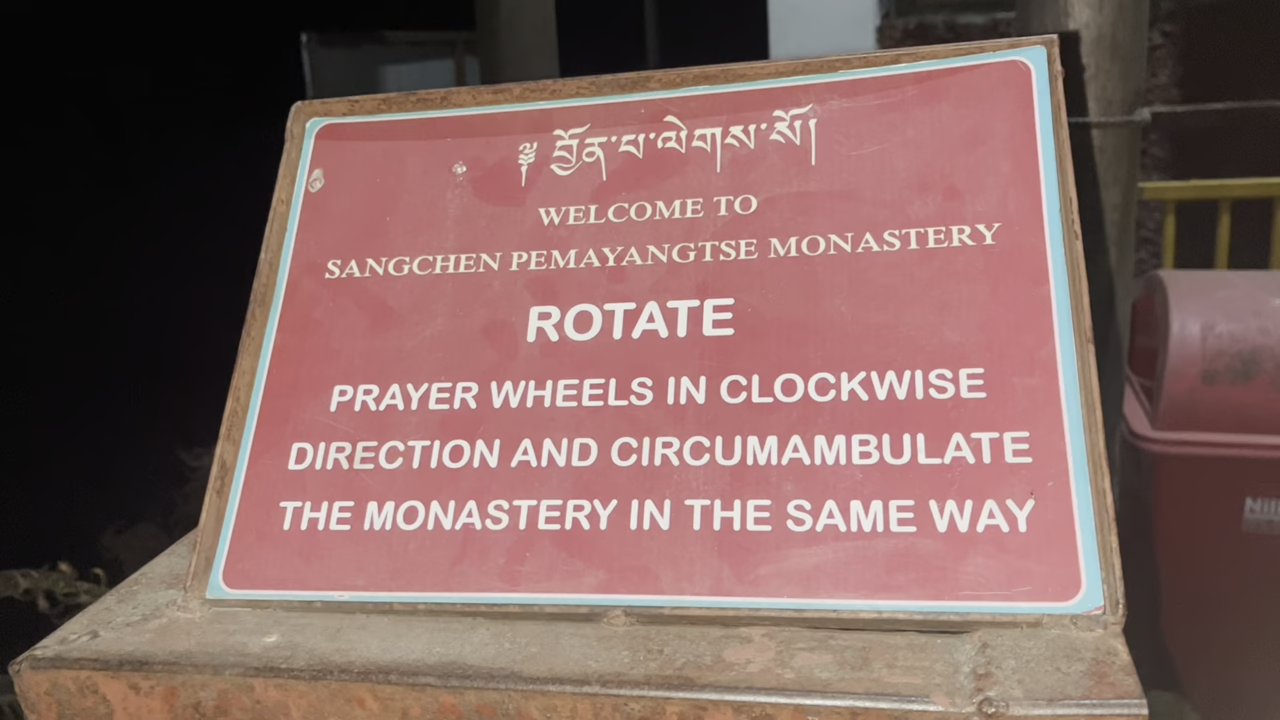 ༄༅ བྱོན་པ་ལེགས་སོ།
WELCOME TO
SANGCHEN PEMAYANGTSE MONASTERY
ROTATE
PRAYER WHEELS IN CLOCKWISE
DIRECTION AND CIRCUMAMBULATE
THE MONASTERY IN THE SAME WAY